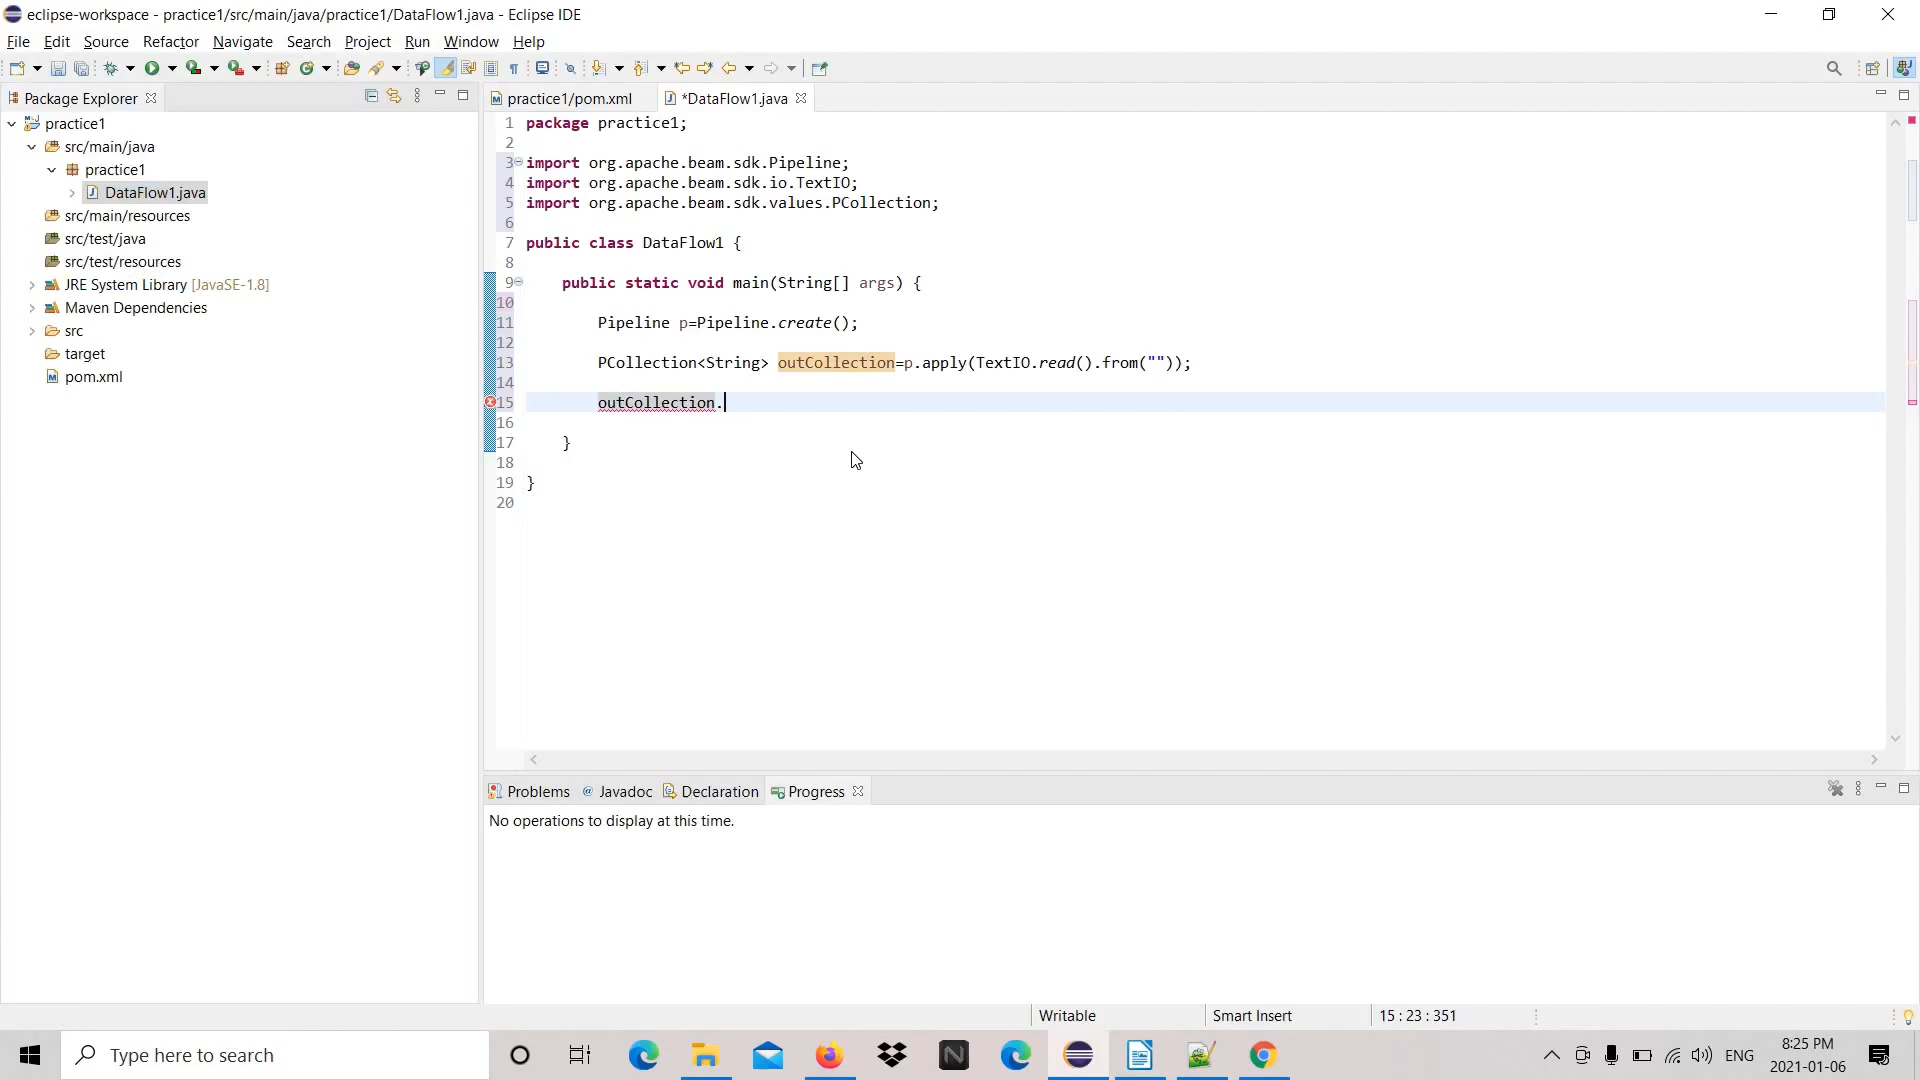 eclipse-workspace - practice1/src/main/java/practice1/DataFlow1.java - Eclipse IDE
File Edit Source Refactor Navigate Search Project Run Window Help
Package Explorer
practice1/pom.xml
*DataFlow1.java
practice1
src/main/java
practice1
DataFlow1.java
src/main/resources
src/test/java
src/test/resources
JRE System Library [JavaSE-1.8]
Maven Dependencies
src
target
pom.xml
1 package practice1;
2
3 import org.apache.beam.sdk.Pipeline;
4 import org.apache.beam.sdk.io.TextIO;
5 import org.apache.beam.sdk.values.PCollection;
6
7 public class DataFlow1 {
8
9     public static void main(String[] args) {
10
11         Pipeline p=Pipeline.create();
12
13         PCollection<String> outCollection=p.apply(TextIO.read().from(""));
14
15         outCollection.
16
17     }
18
19 }
20
Problems @ Javadoc Declaration Progress
No operations to display at this time.
Writable Smart Insert 15 : 23 : 351
Type here to search
ENG
8:25 PM
2021-01-06